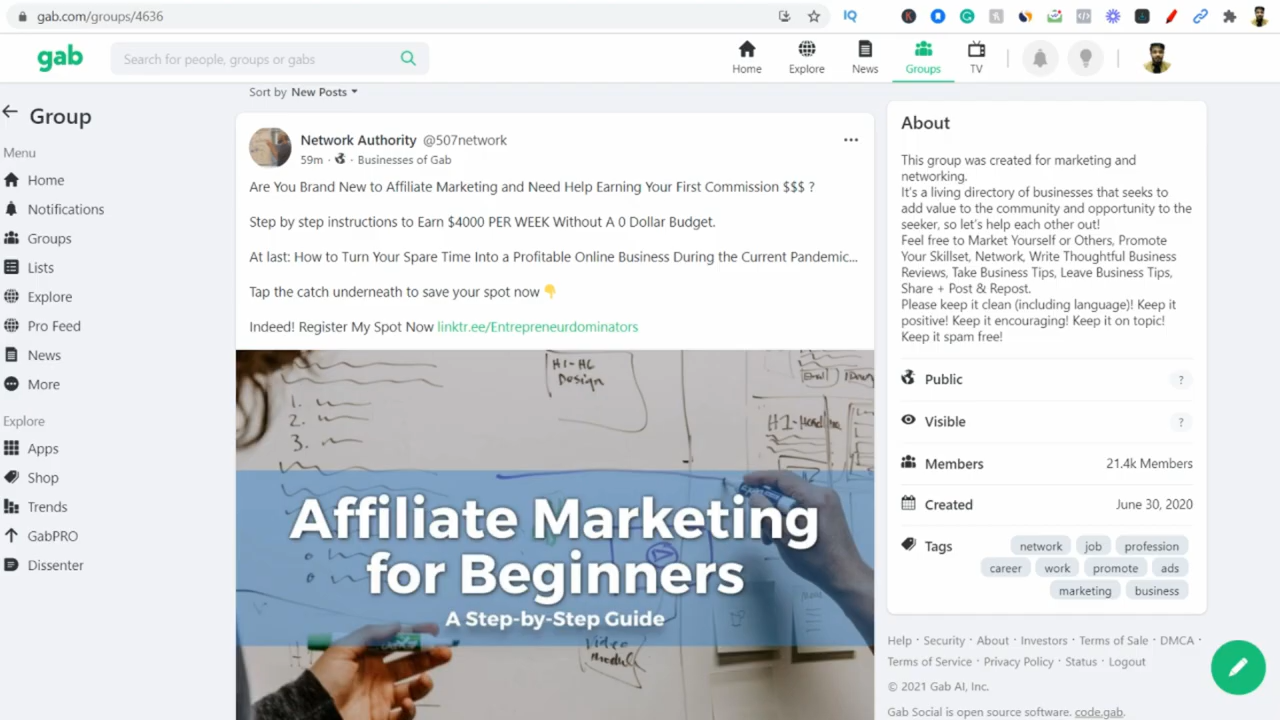 gab.com/groups/4636
IQ
gab
Search for people, groups or gabs
Home
Explore
News
Groups
TV
Group
Menu
Home
Notifications
Groups
Lists
Explore
Pro Feed
News
More
Explore
Apps
Shop
Trends
GabPRO
Dissenter
Sort by New Posts
Network Authority @507network
59m · · Businesses of Gab
Are You Brand New to Affiliate Marketing and Need Help Earning Your First Commission $$$ ?
Step by step instructions to Earn $4000 PER WEEK Without A 0 Dollar Budget.
At last: How to Turn Your Spare Time Into a Profitable Online Business During the Current Pandemic...
Tap the catch underneath to save your spot now 👇
Indeed! Register My Spot Now linktr.ee/Entrepreneurdominators
Design
1.
2.
3.
Affiliate Marketing
for Beginners
A Step-by-Step Guide
Video
About
This group was created for marketing and
networking.
It's a living directory of businesses that seeks to
add value to the community and opportunity to the
seeker, so let's help each other out!
Feel free to Market Yourself or Others, Promote
Your Skillset, Network, Write Thoughtful Business
Reviews, Take Business Tips, Leave Business Tips,
Share + Post & Repost.
Please keep it clean (including language)! Keep it
positive! Keep it encouraging! Keep it on topic!
Keep it spam free!
Public ?
Visible ?
Members 21.4k Members
Created June 30, 2020
Tags network job profession
career work promote ads
marketing business
Help · Security · About · Investors · Terms of Sale · DMCA ·
Terms of Service · Privacy Policy · Status · Logout
© 2021 Gab AI, Inc.
Gab Social is open source software. code.gab.